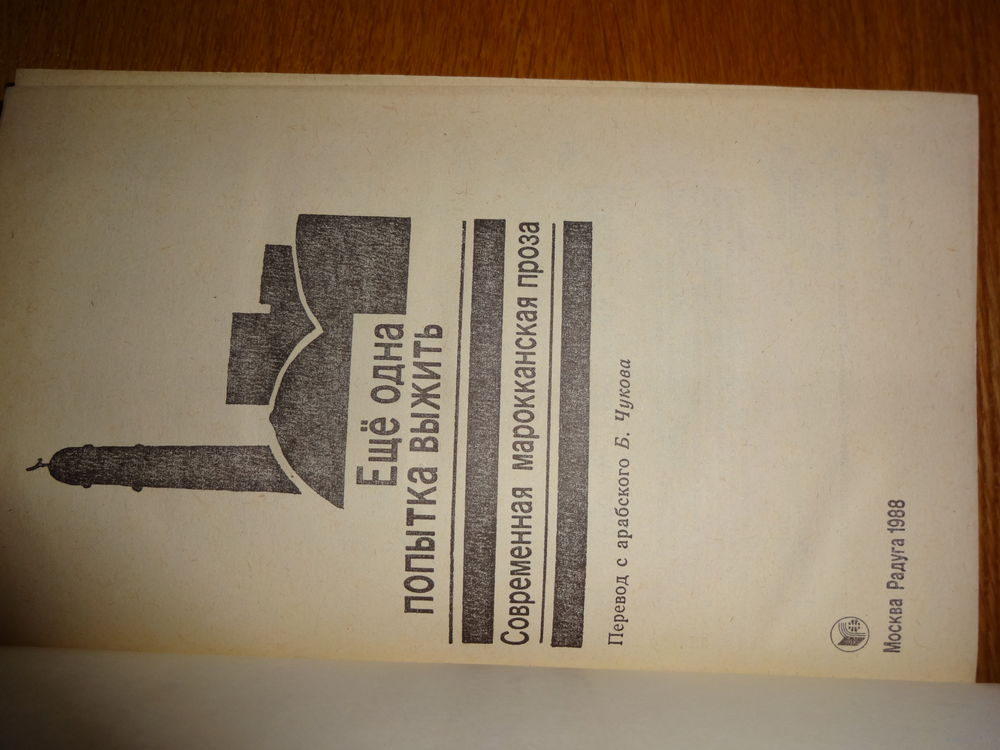 Ещё одна
попытка выжить
Современная марокканская проза
Перевод с арабского Б. Чукова
Москва Радуга 1988